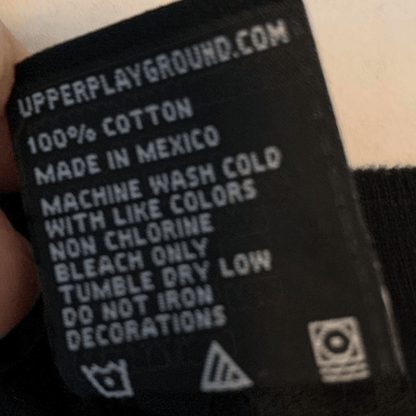 UPPERPLAYGROUND.COM
100% COTTON
MADE IN MEXICO
MACHINE WASH COLD
WITH LIKE COLORS
NON CHLORINE
BLEACH ONLY
TUMBLE DRY LOW
DO NOT IRON
DECORATIONS